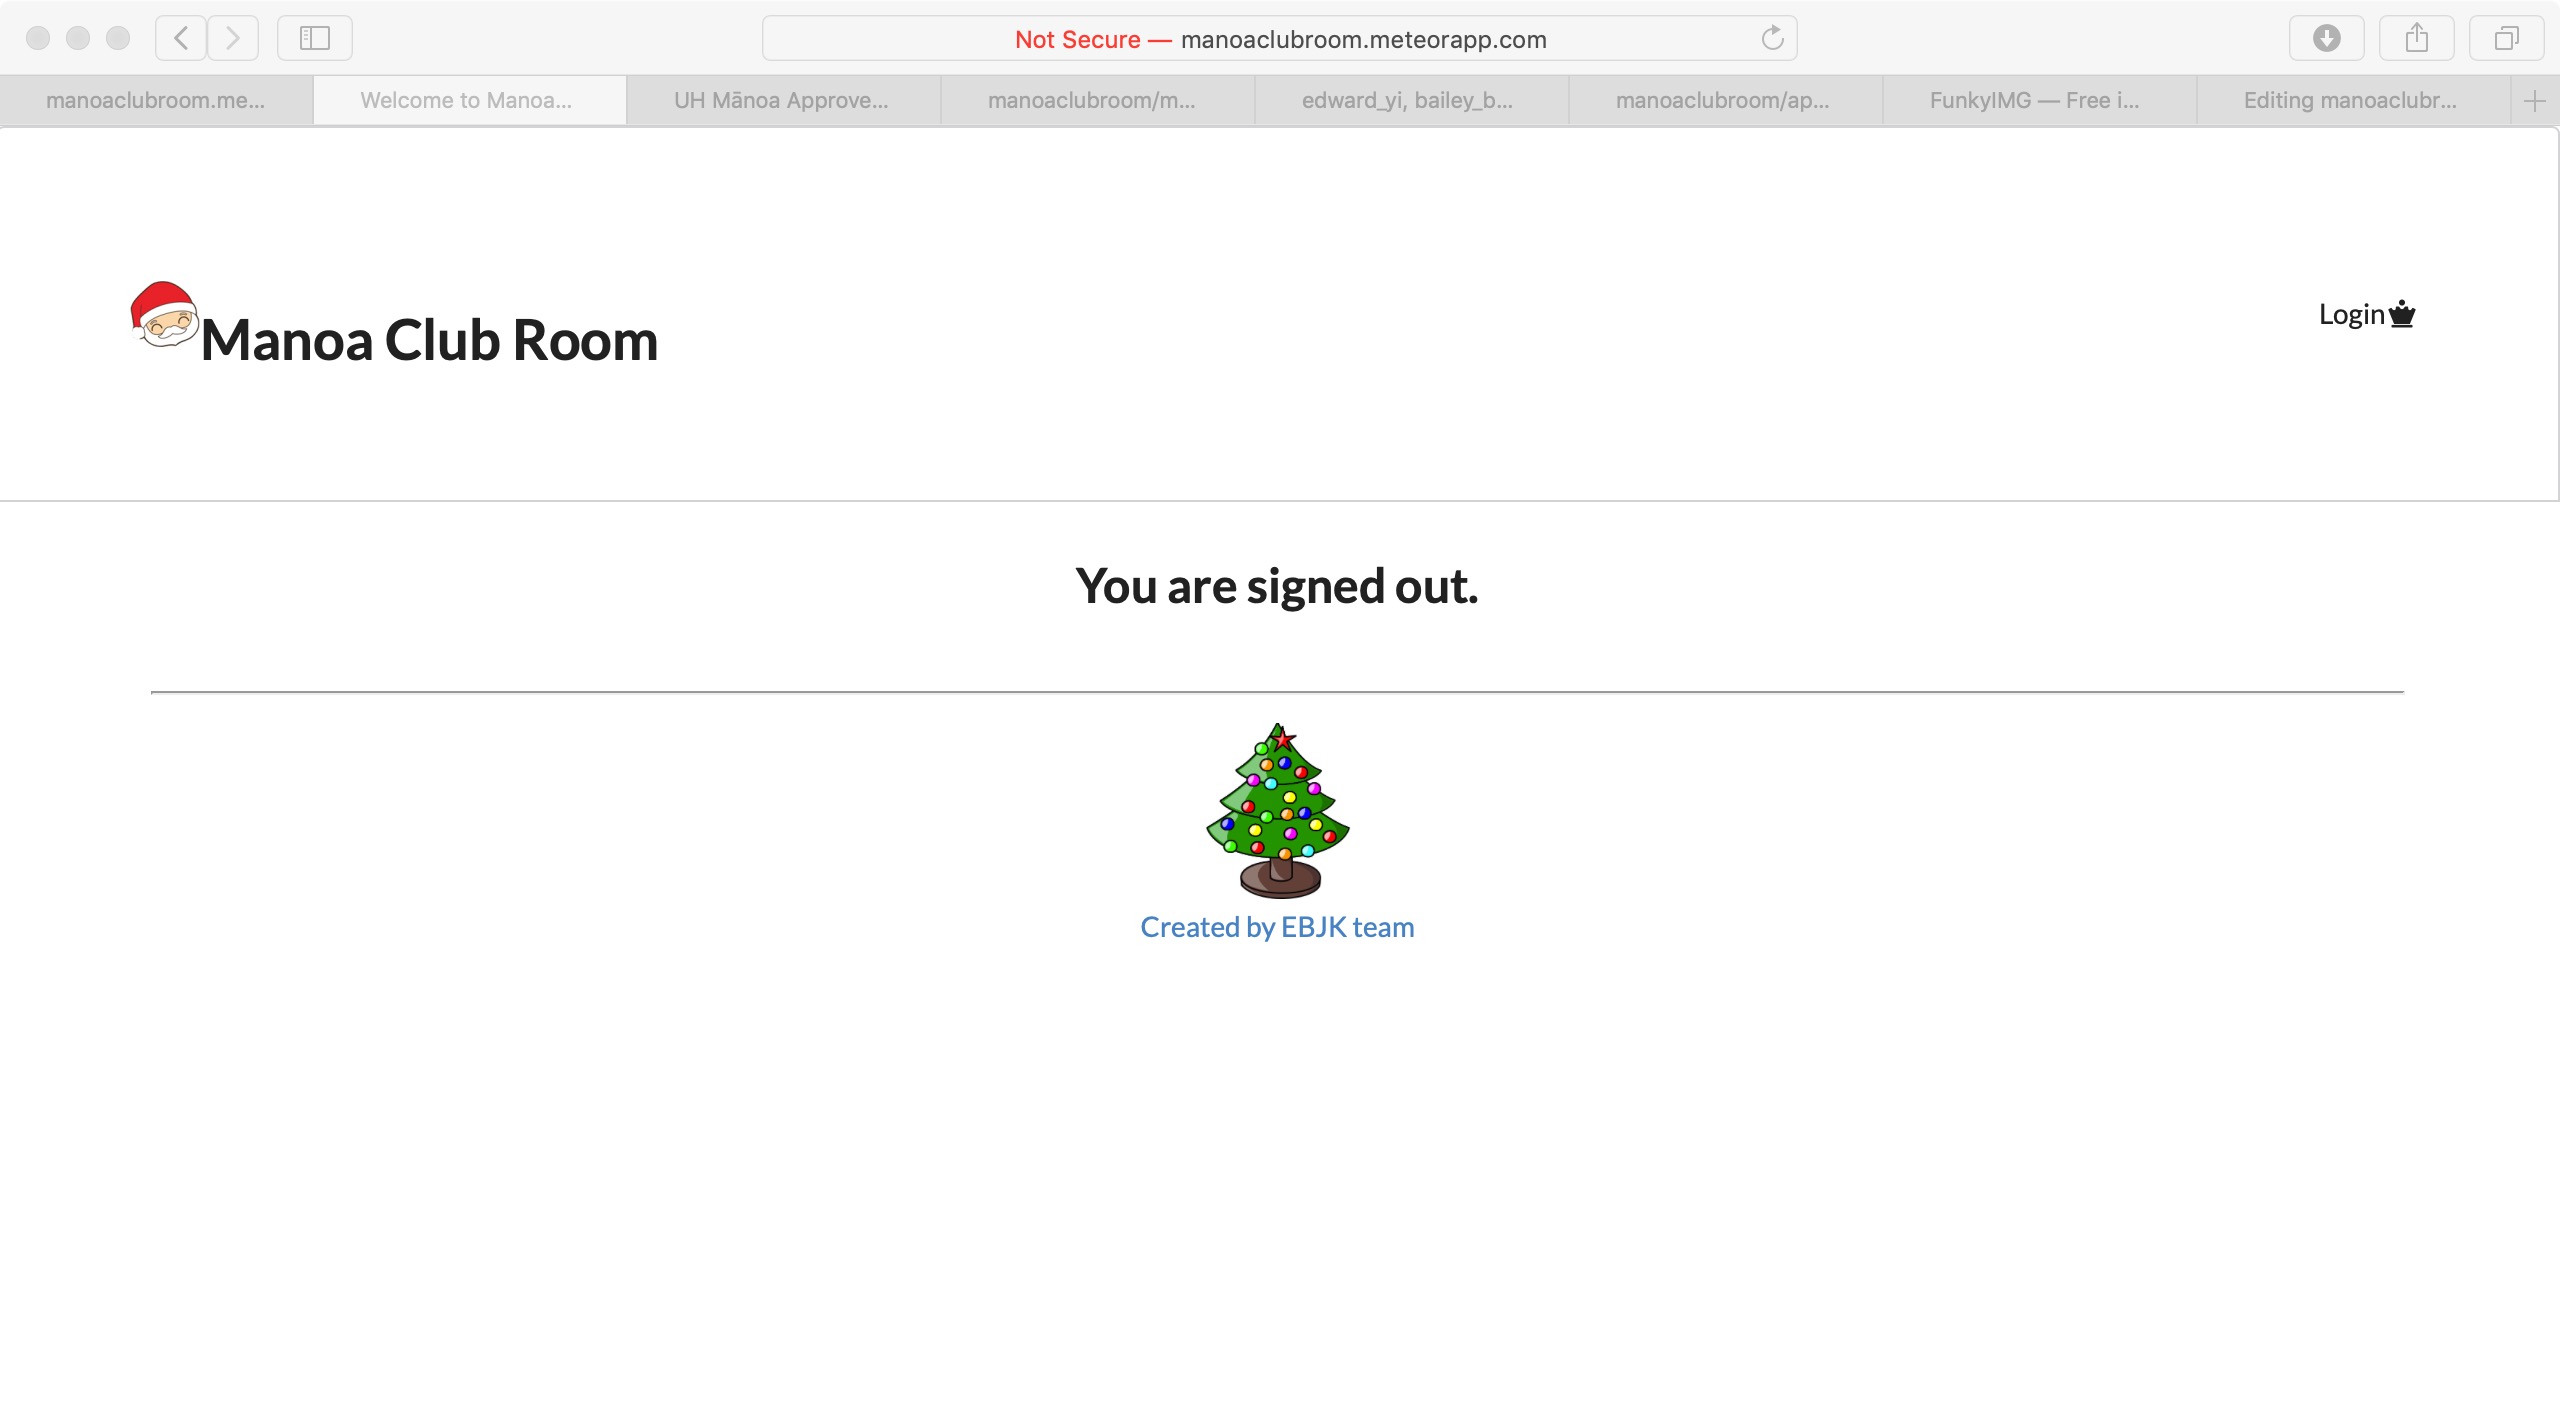 Not Secure — manoaclubroom.meteorapp.com
manoaclubroom.me...
Welcome to Manoa...
UH Mānoa Approve...
manoaclubroom/m...
edward_yi, bailey_b...
manoaclubroom/ap...
FunkyIMG — Free i...
Editing manoaclubr...
Manoa Club Room
Login
You are signed out.
Created by EBJK team